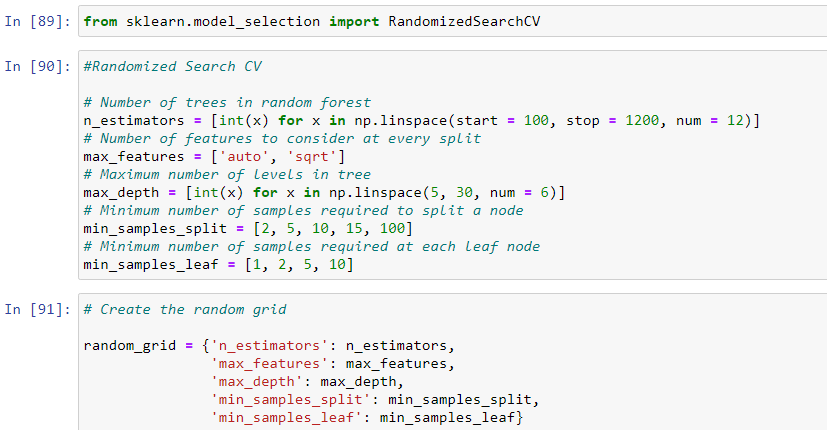 In [89]: from sklearn.model_selection import RandomizedSearchCV
In [90]: #Randomized Search CV
# Number of trees in random forest
n_estimators = [int(x) for x in np.linspace(start = 100, stop = 1200, num = 12)]
# Number of features to consider at every split
max_features = ['auto', 'sqrt']
# Maximum number of levels in tree
max_depth = [int(x) for x in np.linspace(5, 30, num = 6)]
# Minimum number of samples required to split a node
min_samples_split = [2, 5, 10, 15, 100]
# Minimum number of samples required at each leaf node
min_samples_leaf = [1, 2, 5, 10]
In [91]: # Create the random grid
random_grid = {'n_estimators': n_estimators,
'max_features': max_features,
'max_depth': max_depth,
'min_samples_split': min_samples_split,
'min_samples_leaf': min_samples_leaf}